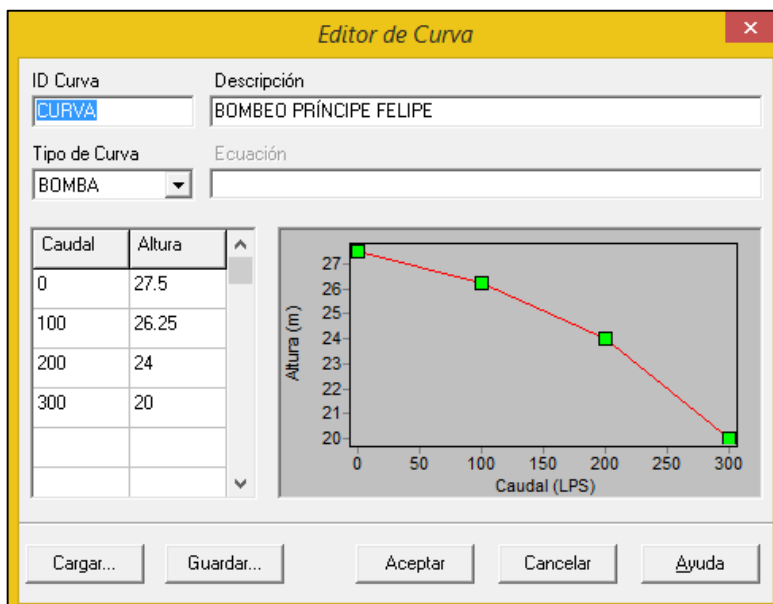 Editor de Curva
×
ID Curva Descripción
CURVA BOMBEO PRÍNCIPE FELIPE
Tipo de Curva Ecuación
BOMBA
Caudal Altura
0 27.5
100 26.25
200 24
300 20
Altura (m)
27
26
25
24
23
22
21
20
0 50 100 150 200 250 300
Caudal (LPS)
Cargar... Guardar... Aceptar Cancelar Ayuda